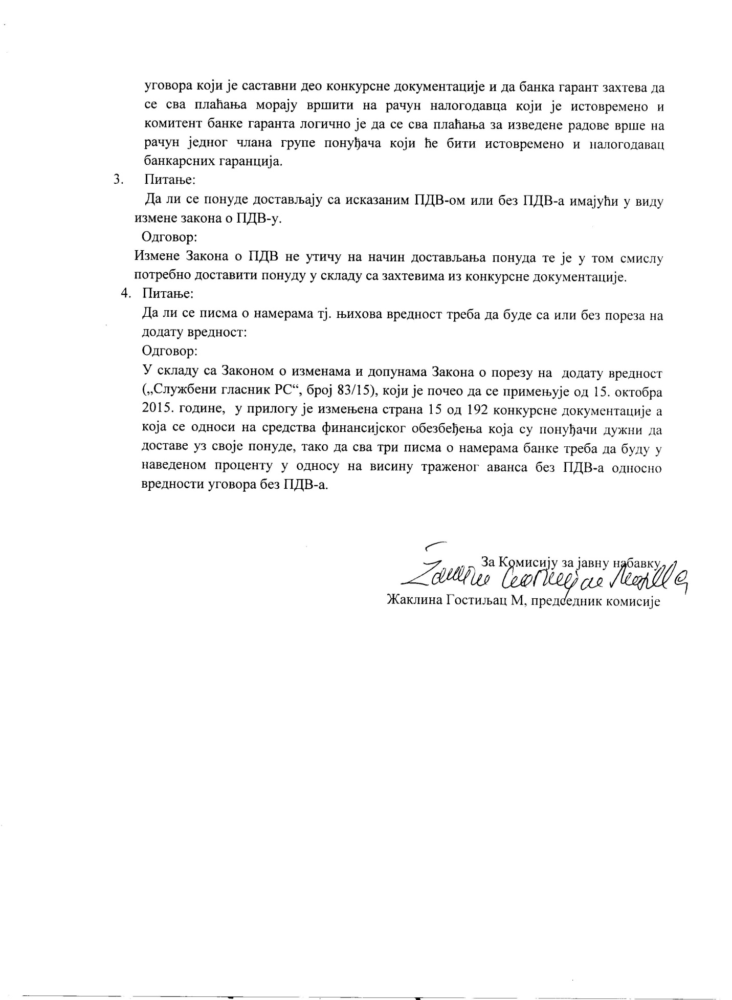 уговора који је саставни део конкурсне документације и да банка гарант захтева да
се сва плаћања морају вршити на рачун налогодавца који је истовремено и
комитент банке гаранта логично је да се сва плаћања за изведене радове врше на
рачун једног члана групе понуђача који ће бити истовремено и налогодавац
банкарсних гаранција.
3. Питање:
Да ли се понуде достављају са исказаним ПДВ-ом или без ПДВ-а имајући у виду
измене закона о ПДВ-у.
Одговор:
Измене Закона о ПДВ не утичу на начин достављања понуда те је у том смислу
потребно доставити понуду у складу са захтевима из конкурсне документације.
4. Питање:
Да ли се писма о намерама тј. њихова вредност треба да буде са или без пореза на
додату вредност:
Одговор:
У складу са Законом о изменама и допунама Закона о порезу на додату вредност
(„Службени гласник РС“, број 83/15), који је почео да се примењује од 15. октобра
2015. године, у прилогу је измењена страна 15 од 192 конкурсне документације а
која се односи на средства финансијског обезбеђења која су понуђачи дужни да
доставе уз своје понуде, тако да сва три писма о намерама банке треба да буду у
наведеном проценту у односу на висину траженог аванса без ПДВ-а односно
вредности уговора без ПДВ-а.
За Комисију за јавну набавку
Жаклина Гостиљац М, председник комисије